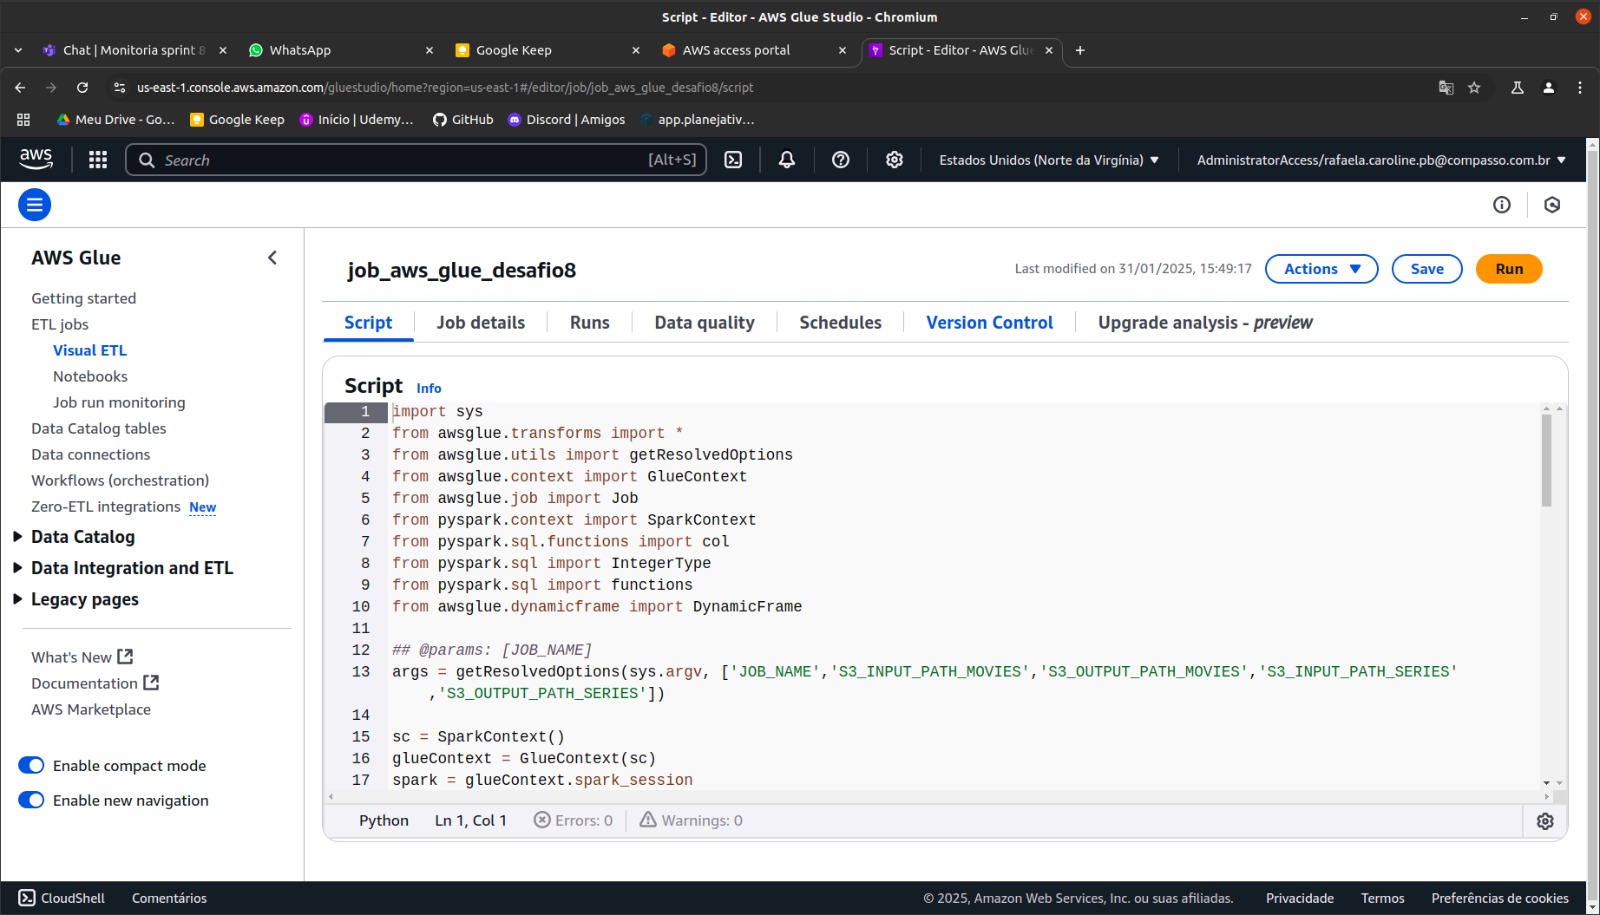 Script - Editor - AWS Glue Studio - Chromium
Chat | Monitoria sprint 8
WhatsApp
Google Keep
AWS access portal
Script - Editor - AWS Glue
us-east-1.console.aws.amazon.com/gluestudio/home?region=us-east-1#/editor/job/job_aws_glue_desafio8/script
Meu Drive - Go...
Google Keep
Início | Udemy...
GitHub
Discord | Amigos
app.planejativ...
aws
Search
[Alt+S]
Estados Unidos (Norte da Virgínia)
AdministratorAccess/rafaela.caroline.pb@compasso.com.br
AWS Glue
Getting started
ETL jobs
Visual ETL
Notebooks
Job run monitoring
Data Catalog tables
Data connections
Workflows (orchestration)
Zero-ETL integrations New
Data Catalog
Data Integration and ETL
Legacy pages
What's New
Documentation
AWS Marketplace
Enable compact mode
Enable new navigation
job_aws_glue_desafio8
Last modified on 31/01/2025, 15:49:17
Actions
Save
Run
Script
Job details
Runs
Data quality
Schedules
Version Control
Upgrade analysis - preview
Script Info
1 import sys
2 from awsglue.transforms import *
3 from awsglue.utils import getResolvedOptions
4 from awsglue.context import GlueContext
5 from awsglue.job import Job
6 from pyspark.context import SparkContext
7 from pyspark.sql.functions import col
8 from pyspark.sql import IntegerType
9 from pyspark.sql import functions
10 from awsglue.dynamicframe import DynamicFrame
11
12 ## @params: [JOB_NAME]
13 args = getResolvedOptions(sys.argv, ['JOB_NAME','S3_INPUT_PATH_MOVIES','S3_OUTPUT_PATH_MOVIES','S3_INPUT_PATH_SERIES'
,'S3_OUTPUT_PATH_SERIES'])
14
15 sc = SparkContext()
16 glueContext = GlueContext(sc)
17 spark = glueContext.spark_session
Python
Ln 1, Col 1
Errors: 0
Warnings: 0
CloudShell
Comentários
© 2025, Amazon Web Services, Inc. ou suas afiliadas.
Privacidade
Termos
Preferências de cookies